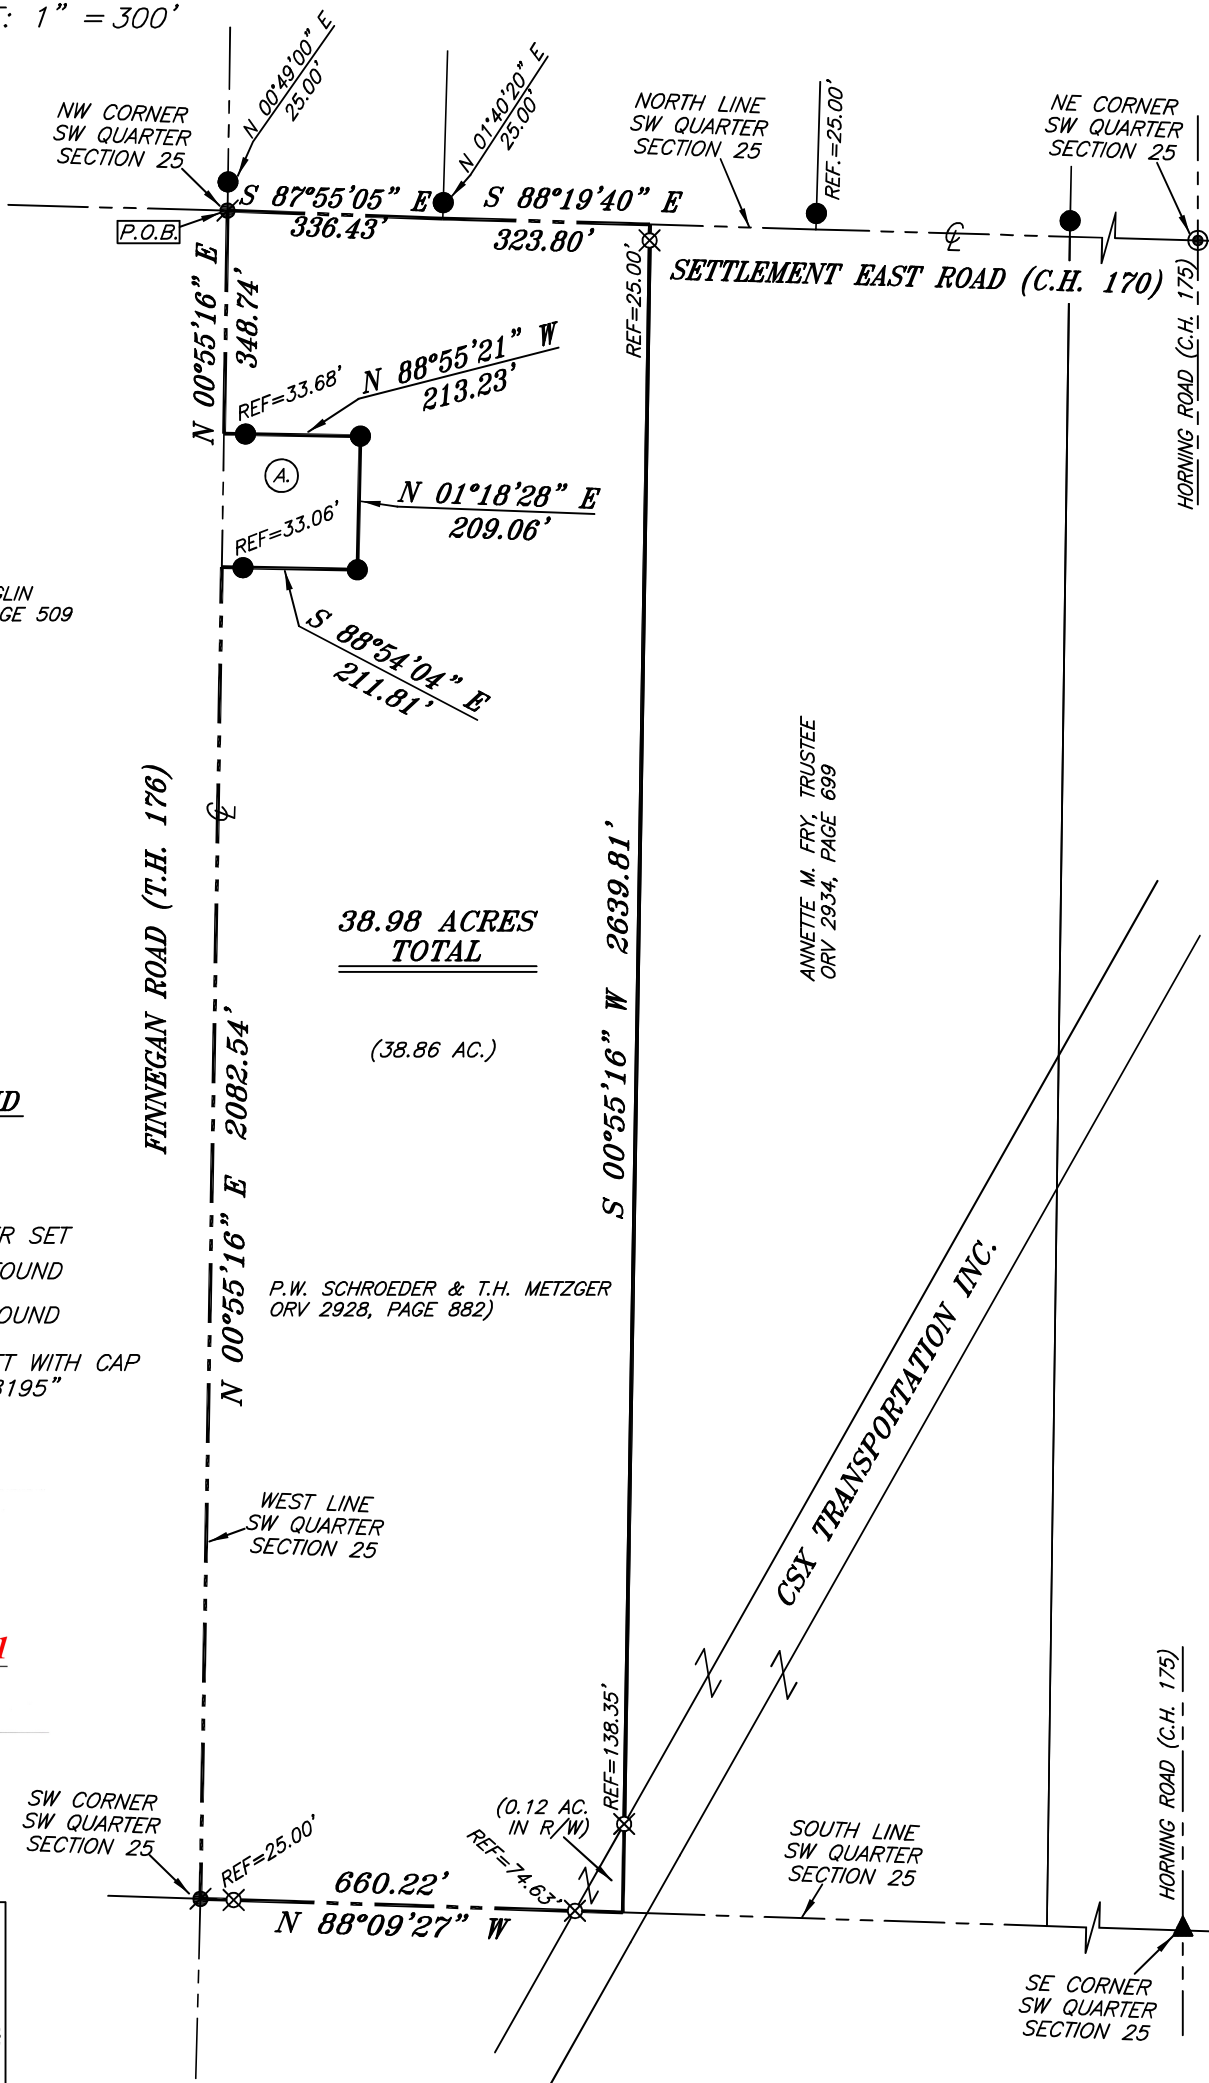 : 1" = 300'
N 00°49'00" E
25.00'
N 01°40'20" E
25.00'
NW CORNER
SW QUARTER
SECTION 25
NORTH LINE
SW QUARTER
SECTION 25
REF.=25.00'
NE CORNER
SW QUARTER
SECTION 25
P.O.B.
S 87°55'05" E
336.43'
S 88°19'40" E
323.80'
℄
SETTLEMENT EAST ROAD (C.H. 170)
REF=25.00'
HORNING ROAD (C.H. 175)
N 00°55'16" E
348.74'
REF=33.68'
N 88°55'21" W
213.23'
A.
N 01°18'28" E
209.06'
REF=33.06'
S 88°54'04" E
211.81'
GLIN
GE 509
FINNEGAN ROAD (T.H. 176)
℄
ANNETTE M. FRY, TRUSTEE
ORV 2934, PAGE 699
38.98 ACRES
TOTAL
(38.86 AC.)
S 00°55'16" W 2639.81'
N 00°55'16" E 2082.54'
D
R SET
OUND
OUND
T WITH CAP
8195"
P.W. SCHROEDER & T.H. METZGER
ORV 2928, PAGE 882)
CSX TRANSPORTATION INC.
WEST LINE
SW QUARTER
SECTION 25
1
REF=138.35'
HORNING ROAD (C.H. 175)
SW CORNER
SW QUARTER
SECTION 25
REF=25.00'
(0.12 AC.
IN R/W)
REF=74.63'
660.22'
N 88°09'27" W
SOUTH LINE
SW QUARTER
SECTION 25
SE CORNER
SW QUARTER
SECTION 25